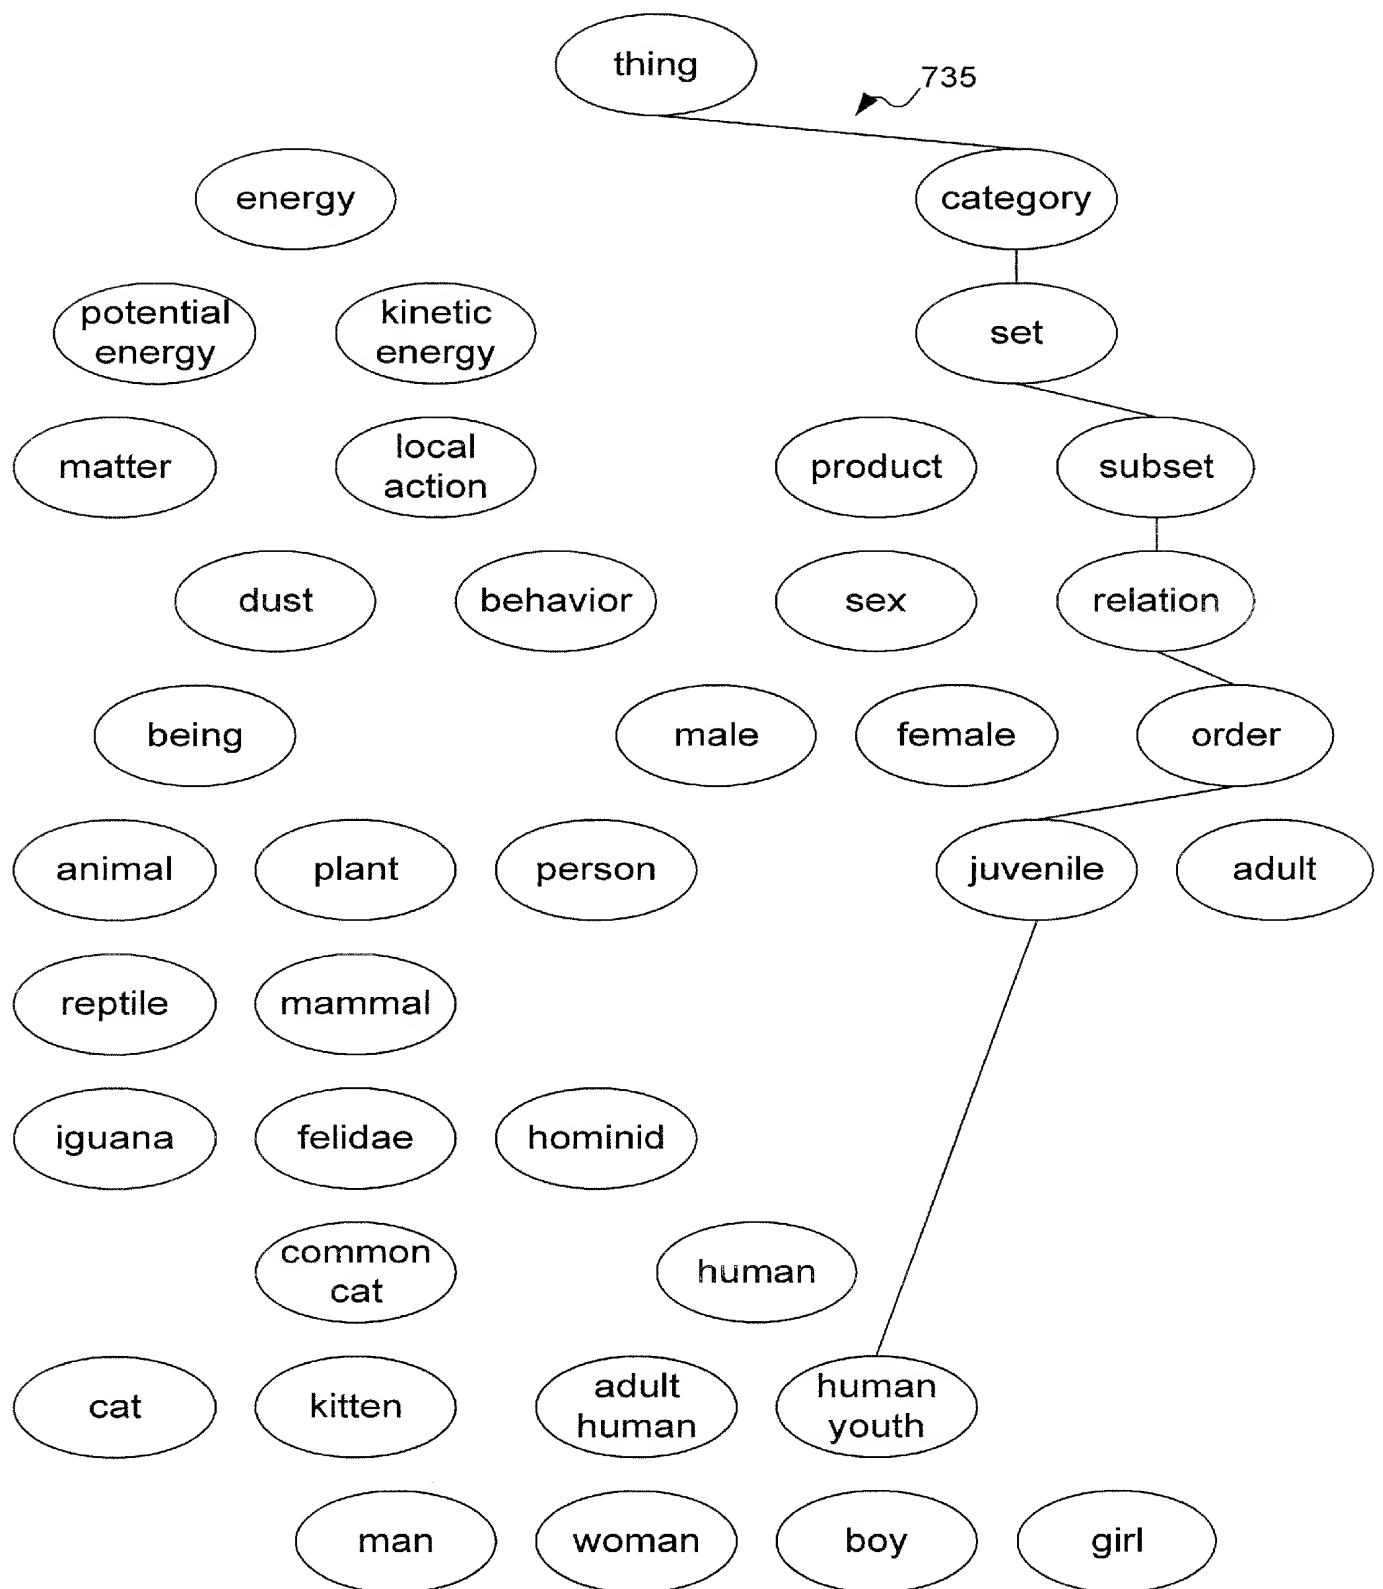 thing
735
energy
category
potential
energy
kinetic
energy
set
matter
local
action
product
subset
dust
behavior
sex
relation
being
male
female
order
animal
plant
person
juvenile
adult
reptile
mammal
iguana
felidae
hominid
common
cat
human
cat
kitten
adult
human
human
youth
man
woman
boy
girl